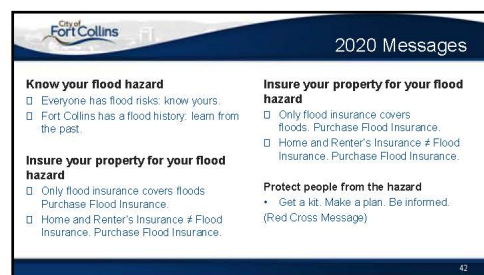 City of
Fort Collins
2020 Messages
Know your flood hazard
▯ Everyone has flood risks: know yours.
▯ Fort Collins has a flood history: learn from
the past.
Insure your property for your flood
hazard
▯ Only flood insurance covers floods
Purchase Flood Insurance.
▯ Home and Renter's Insurance ≠ Flood
Insurance. Purchase Flood Insurance.
Insure your property for your flood
hazard
▯ Only flood insurance covers
floods. Purchase Flood Insurance.
▯ Home and Renter's Insurance ≠ Flood
Insurance. Purchase Flood Insurance.
Protect people from the hazard
• Get a kit. Make a plan. Be informed.
(Red Cross Message)
42